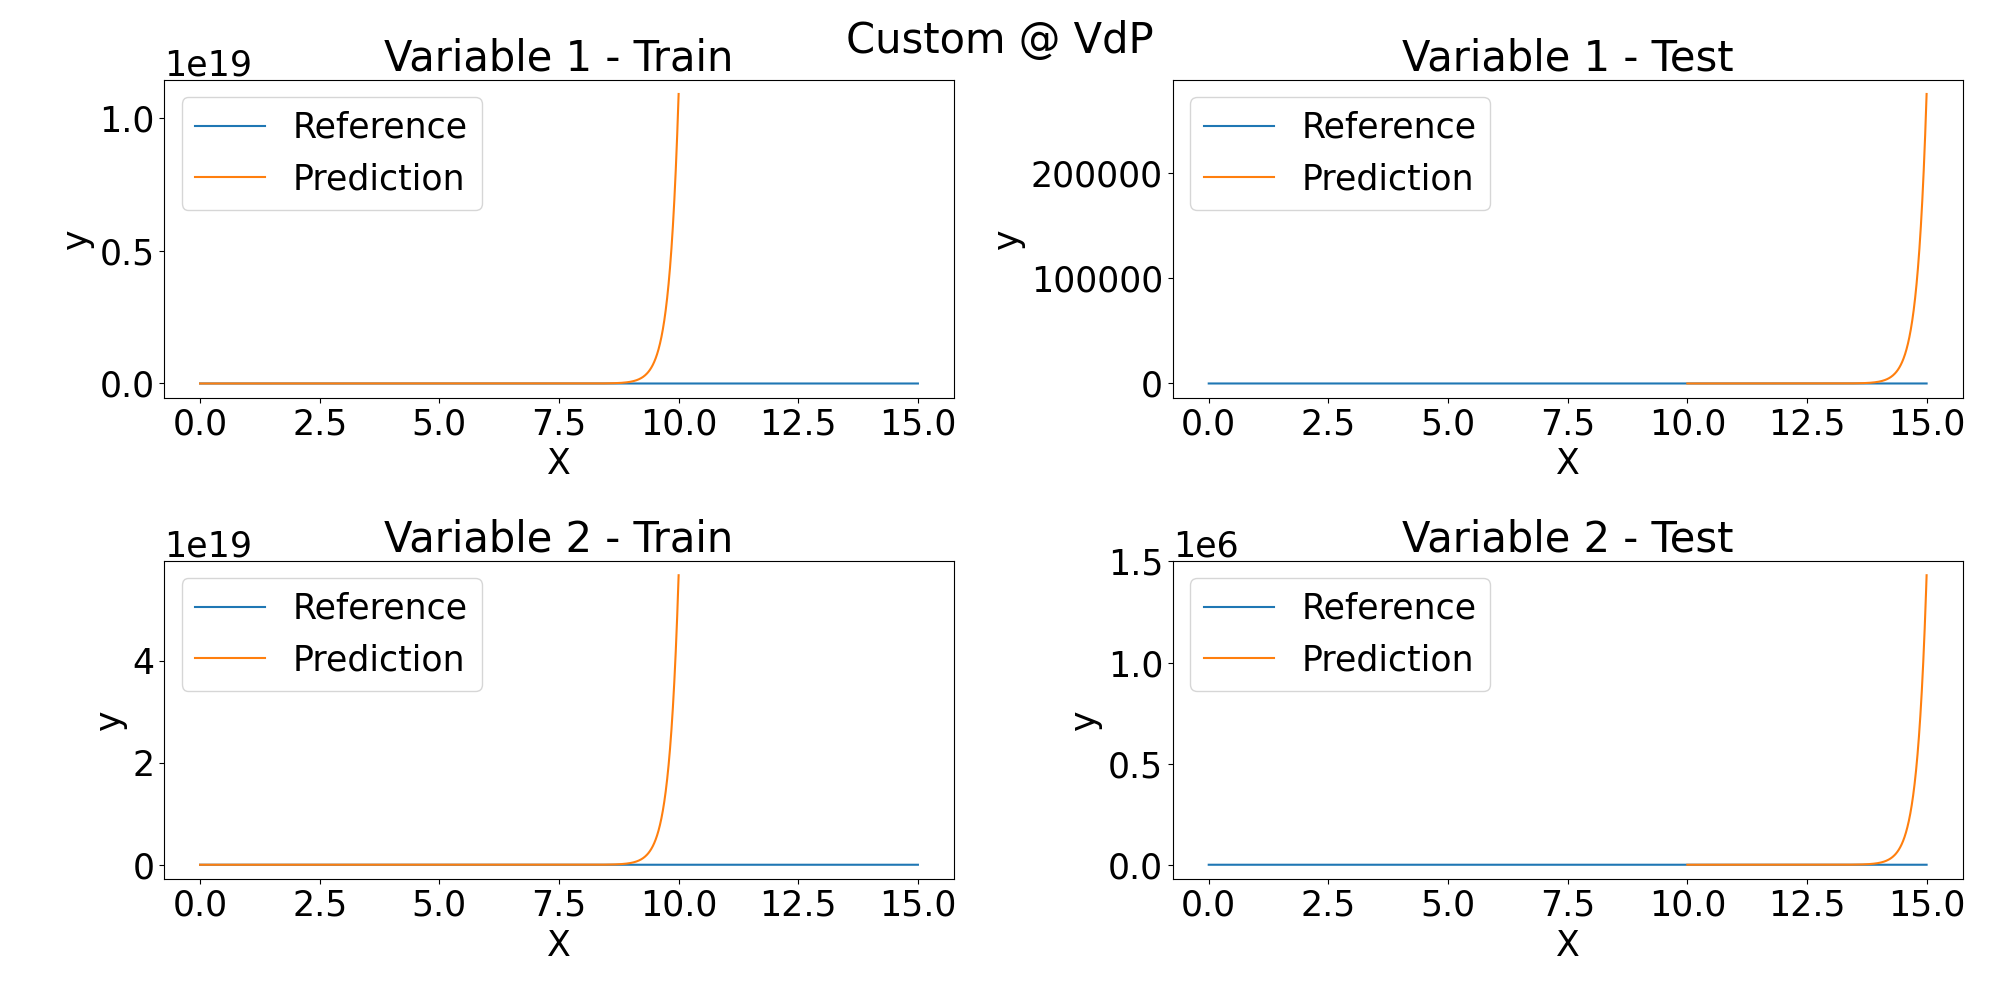 Custom @ VdP
Variable 1 - Train
1e19
1.0
0.5
0.0
y
Reference
Prediction
0.0 2.5 5.0 7.5 10.0 12.5 15.0
X
Variable 1 - Test
200000
100000
0
y
Reference
Prediction
0.0 2.5 5.0 7.5 10.0 12.5 15.0
X
Variable 2 - Train
1e19
4
2
0
y
Reference
Prediction
0.0 2.5 5.0 7.5 10.0 12.5 15.0
X
Variable 2 - Test
1e6
1.5
1.0
0.5
0.0
y
Reference
Prediction
0.0 2.5 5.0 7.5 10.0 12.5 15.0
X